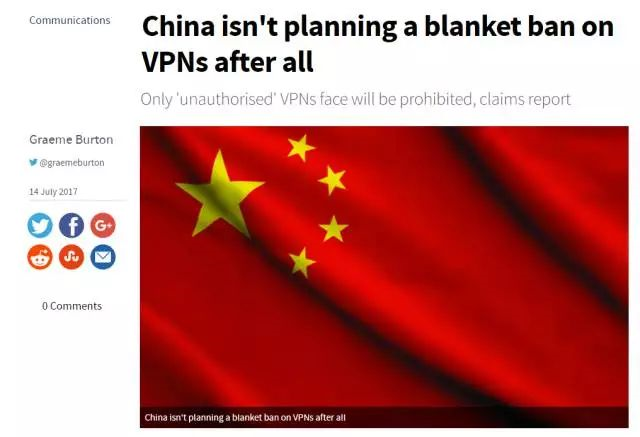 Communications
China isn't planning a blanket ban on
VPNs after all
Only 'unauthorised' VPNs face will be prohibited, claims report
Graeme Burton
@graemeburton
14 July 2017
0 Comments
China isn't planning a blanket ban on VPNs after all